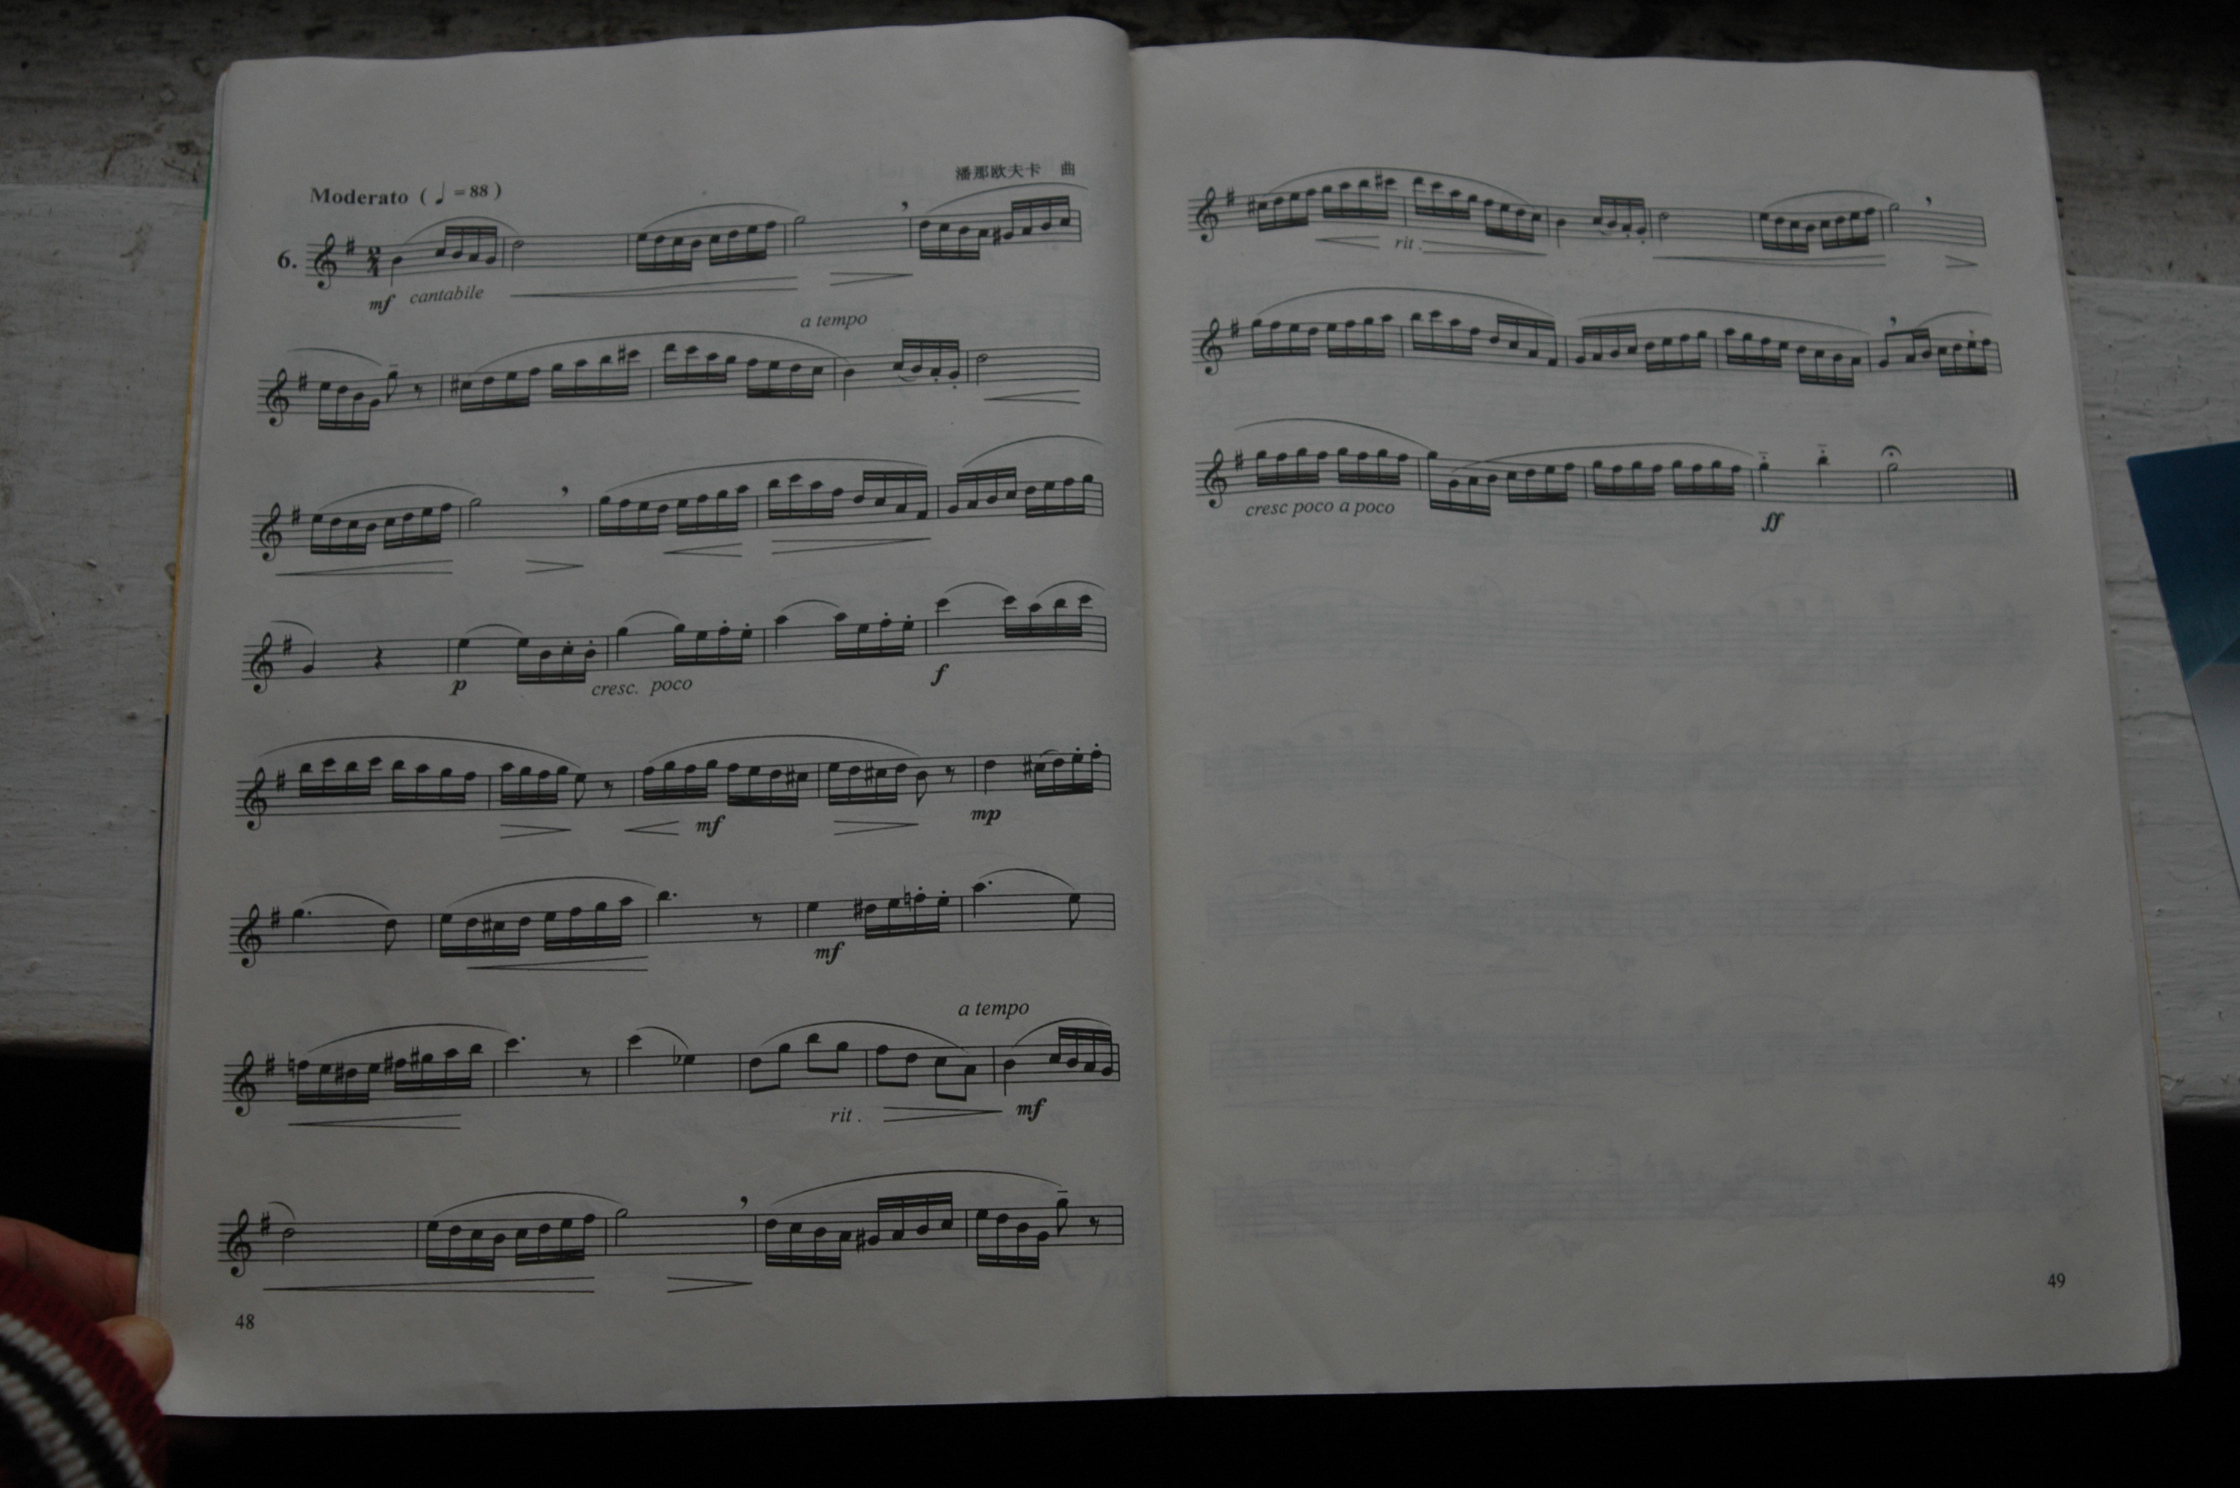 潘那欧夫卡 曲
Moderato ( ♩ = 88 )
6.
mf cantabile
a tempo
p cresc. poco f
mf mp
mf
a tempo
rit . mf
48
rit .
cresc poco a poco ff
49